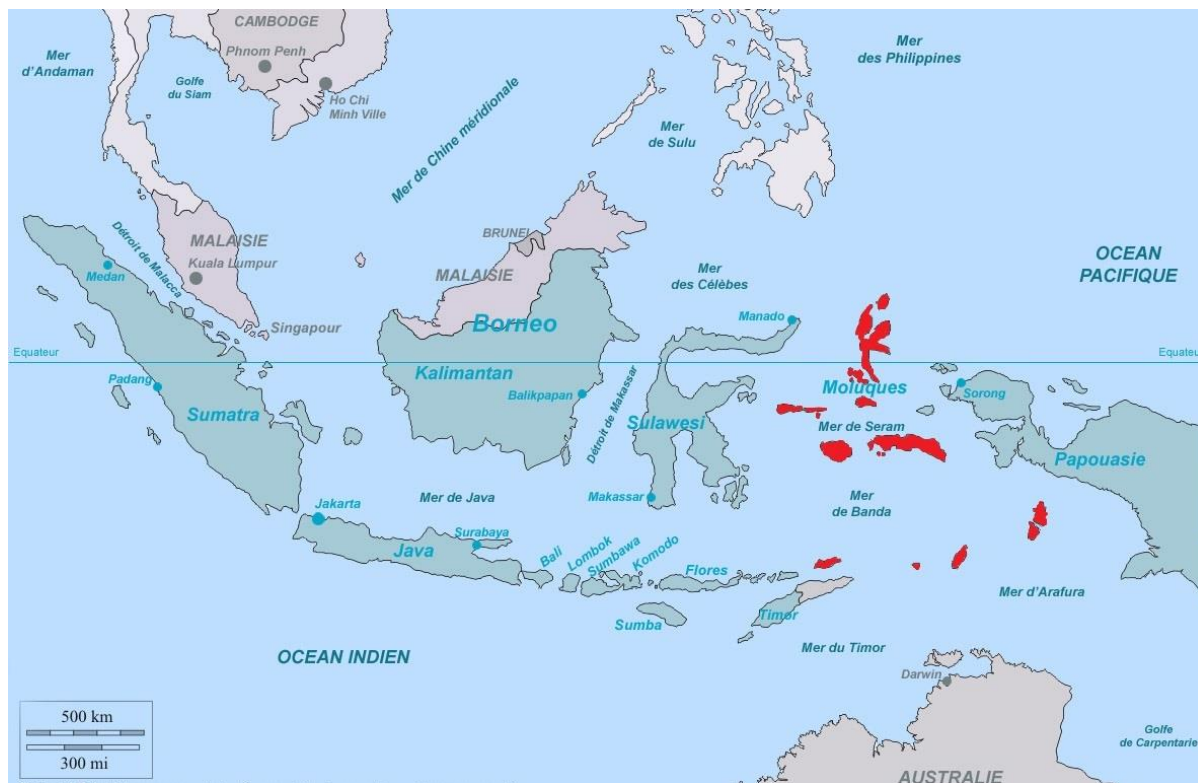 CAMBODGE
Phnom Penh
Mer
d'Andaman
Golfe
du Siam
Ho Chi
Minh Ville
Mer de Chine méridionale
Mer
des Philippines
Mer
de Sulu
MALAISIE
Kuala Lumpur
Détroit de Malacca
Medan
BRUNEI
MALAISIE
Singapour
Mer
des Célèbes
OCEAN
PACIFIQUE
Manado
Borneo
Equateur
Equateur
Kalimantan
Padang
Sumatra
Balikpapan
Détroit de Makassar
Sulawesi
Moluques
Sorong
Mer de Seram
Papouasie
Makassar
Mer de Java
Mer
de Banda
Jakarta
Java
Surabaya
Bali
Lombok
Sumbawa
Komodo
Flores
Sumba
Timor
Mer d'Arafura
Mer du Timor
OCEAN INDIEN
Darwin
500 km
300 mi
Golfe
de Carpentarie
AUSTRALIE